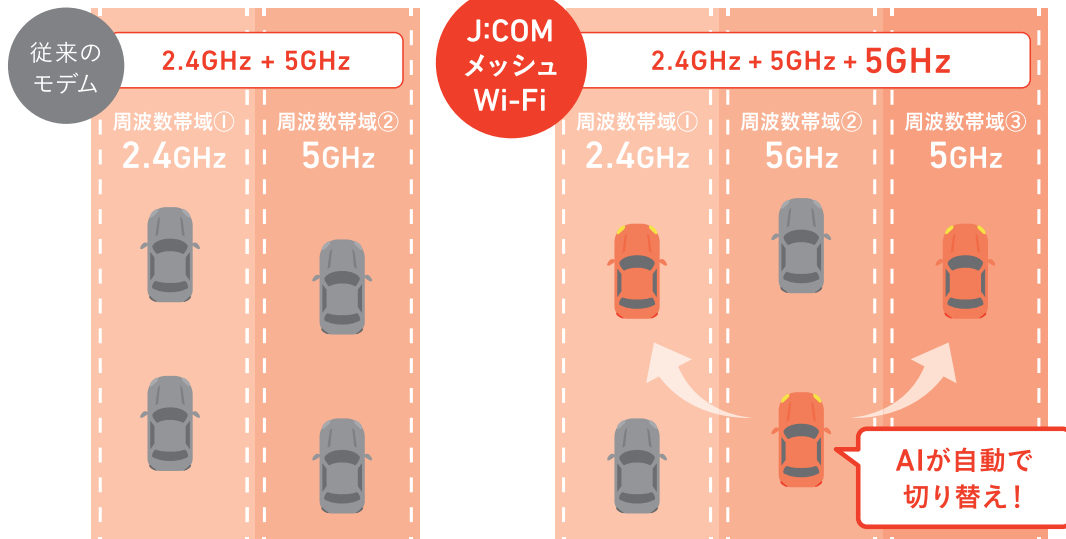 従来の
モデム
2.4GHz + 5GHz
周波数帯域①
2.4GHz
周波数帯域②
5GHz
J:COM
メッシュ
Wi-Fi
2.4GHz + 5GHz + 5GHz
周波数帯域①
2.4GHz
周波数帯域②
5GHz
周波数帯域③
5GHz
AIが自動で
切り替え！